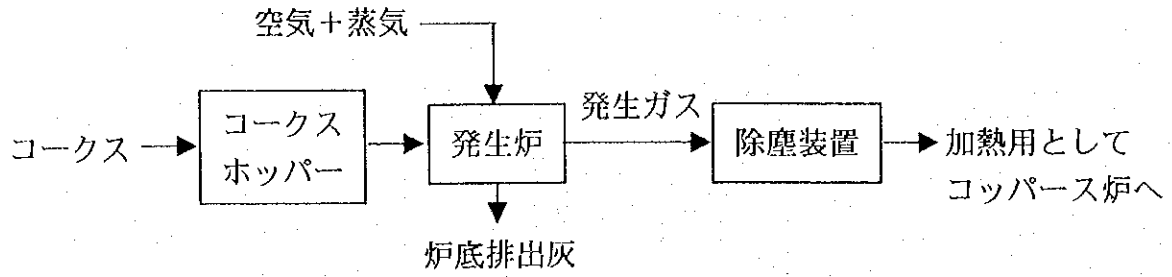 空気＋蒸気
コークス
コークス
ホッパー
発生炉
発生ガス
除塵装置
加熱用として
コッパース炉へ
炉底排出灰